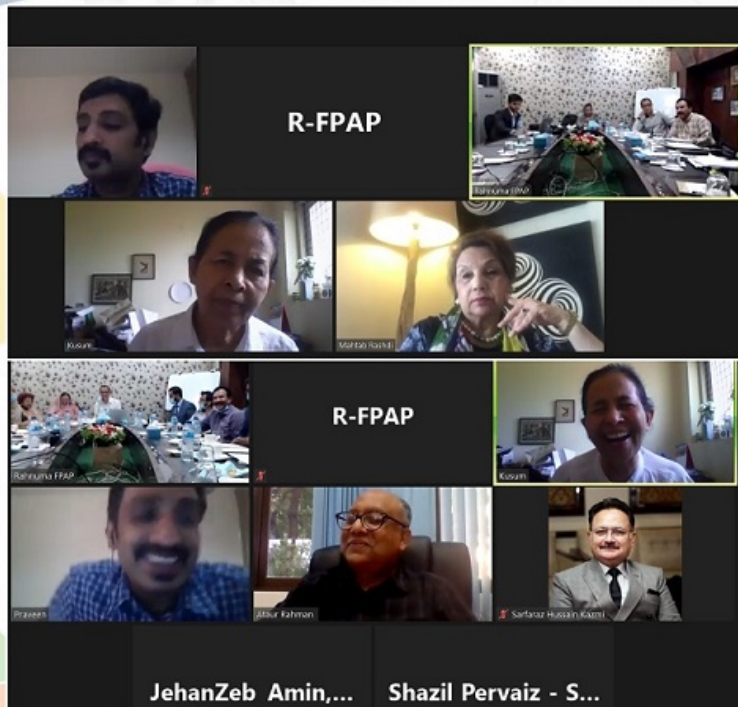 R-FPAP
Rahnuma FPAP
Kusum
Mahtab Rashdi
Rahnuma FPAP
R-FPAP
Kusum
Praveen
Ataur Rahman
Sarfaraz Hussain Kazmi
JehanZeb Amin,...
Shazil Pervaiz - S...